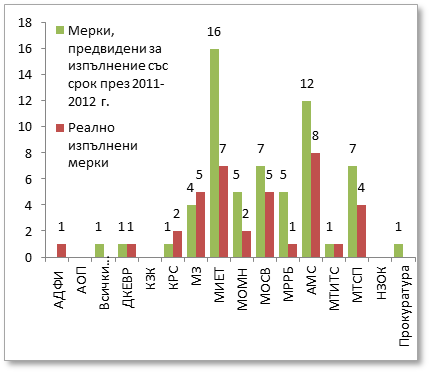 18
16
14
12
10
8
6
4
2
0
Мерки,
предвидени за
изпълнение със
срок през 2011-
2012 г.
Реално
изпълнени
мерки
1
1
1 1
1 2
4 5
16 7
5 2
7 5
5 1
12 8
1 1
7 4
1
АДФИ
АОП
Всички...
ДКЕВР
КЗК
КРС
МЗ
МИЕТ
МОМН
МОСВ
МРРБ
АМС
МТИТС
МТСП
НЗОК
Прокуратура